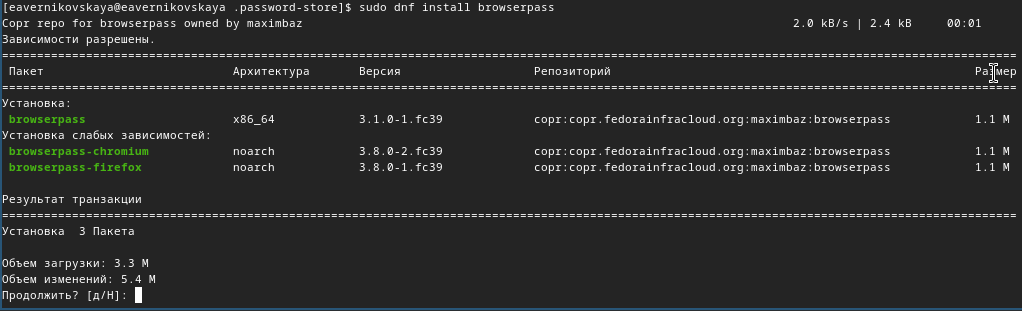 [eavernikovskaya@eavernikovskaya .password-store]$ sudo dnf install browserpass
Copr repo for browserpass owned by maximbaz 2.0 kB/s | 2.4 kB 00:01
Зависимости разрешены.
================================================================================
Пакет Архитектура Версия Репозиторий Размер
================================================================================
Установка:
browserpass x86_64 3.1.0-1.fc39 copr:copr.fedorainfracloud.org:maximbaz:browserpass 1.1 M
Установка слабых зависимостей:
browserpass-chromium noarch 3.8.0-2.fc39 copr:copr.fedorainfracloud.org:maximbaz:browserpass 1.1 M
browserpass-firefox noarch 3.8.0-1.fc39 copr:copr.fedorainfracloud.org:maximbaz:browserpass 1.1 M
Результат транзакции
================================================================================
Установка 3 Пакета
Объем загрузки: 3.3 M
Объем изменений: 5.4 M
Продолжить? [д/Н]: